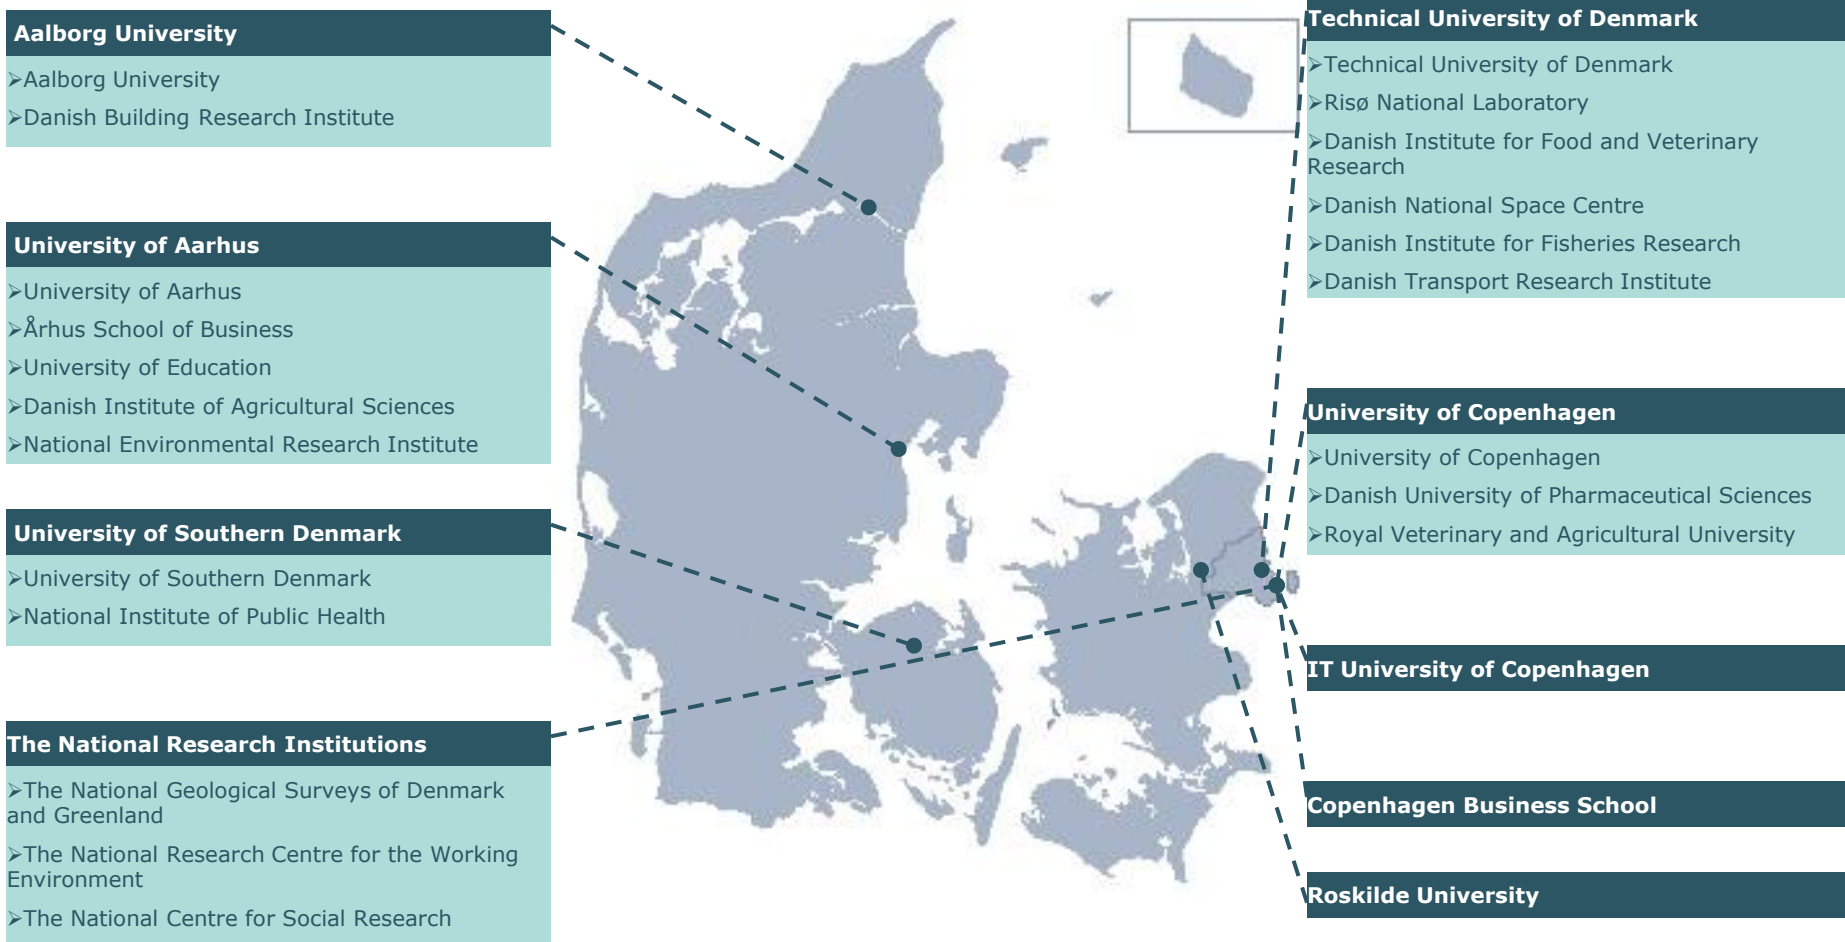 Aalborg University
➢Aalborg University
➢Danish Building Research Institute
University of Aarhus
➢University of Aarhus
➢Århus School of Business
➢University of Education
➢Danish Institute of Agricultural Sciences
➢National Environmental Research Institute
University of Southern Denmark
➢University of Southern Denmark
➢National Institute of Public Health
The National Research Institutions
➢The National Geological Surveys of Denmark
and Greenland
➢The National Research Centre for the Working
Environment
➢The National Centre for Social Research
Technical University of Denmark
➢Technical University of Denmark
➢Risø National Laboratory
➢Danish Institute for Food and Veterinary
Research
➢Danish National Space Centre
➢Danish Institute for Fisheries Research
➢Danish Transport Research Institute
University of Copenhagen
➢University of Copenhagen
➢Danish University of Pharmaceutical Sciences
➢Royal Veterinary and Agricultural University
IT University of Copenhagen
Copenhagen Business School
Roskilde University